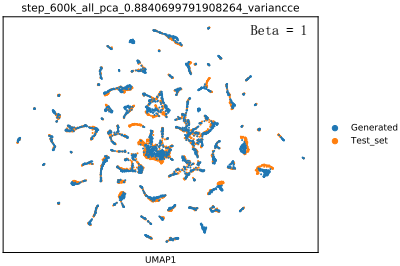 step_600k_all_pca_0.8840699791908264_variancce
Beta = 1
Generated
Test_set
UMAP1